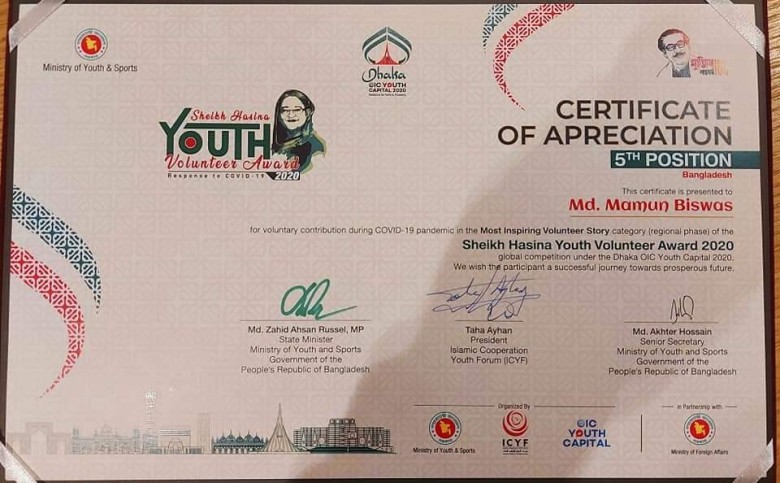 Ministry of Youth & Sports
Dhaka
OIC YOUTH
CAPITAL 2020
Sheikh Hasina
YOUTH
Volunteer Award
Response to COVID-19 2020
CERTIFICATE
OF APRECIATION
5TH POSITION
Bangladesh
This certificate is presented to
Md. Mamun Biswas
for voluntary contribution during COVID-19 pandemic in the Most Inspiring Volunteer Story category (regional phase) of the
Sheikh Hasina Youth Volunteer Award 2020
global competition under the Dhaka OIC Youth Capital 2020.
We wish the participant a successful journey towards prosperous future.
Md. Zahid Ahsan Russel, MP
State Minister
Ministry of Youth and Sports
Government of the
People's Republic of Bangladesh
Taha Ayhan
President
Islamic Cooperation
Youth Forum (ICYF)
Md. Akhter Hossain
Senior Secretary
Ministry of Youth and Sports
Government of the
People's Republic of Bangladesh
Organized by
Ministry of Youth & Sports
ICYF
OIC
YOUTH
CAPITAL
in Partnership with
Ministry of Foreign Affairs